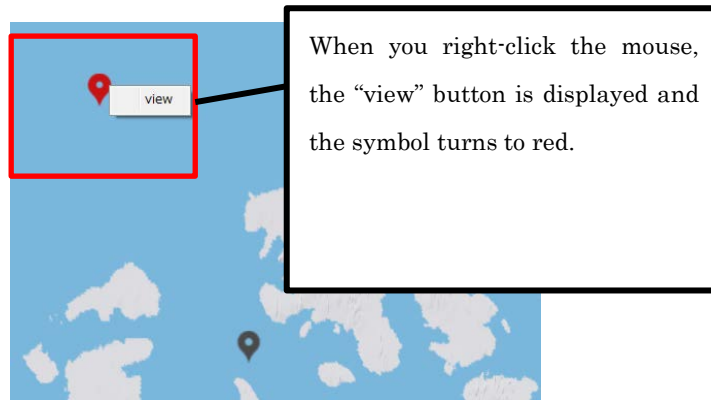 view
When you right-click the mouse,
the “view” button is displayed and
the symbol turns to red.